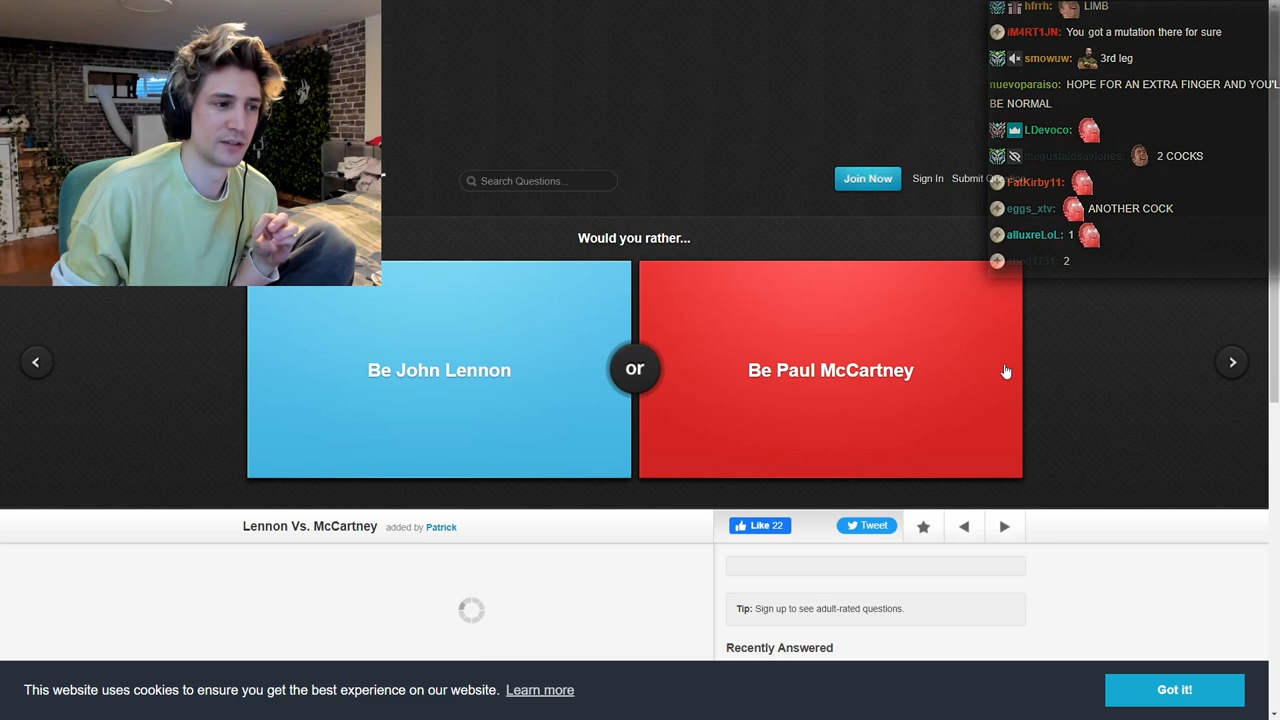 hfrrh: LIMB
iM4RT1JN: You got a mutation there for sure
smowuw: 3rd leg
nuevoparaiso: HOPE FOR AN EXTRA FINGER AND YOU'L
BE NORMAL
LDevoco:
2 COCKS
FatKirby11:
eggs_xtv: ANOTHER COCK
alluxreLoL: 1
2
Search Questions...
Join Now
Sign In
Submit
Would you rather...
Be John Lennon
or
Be Paul McCartney
Lennon Vs. McCartney added by Patrick
Like 22
Tweet
Tip: Sign up to see adult-rated questions.
Recently Answered
This website uses cookies to ensure you get the best experience on our website. Learn more
Got it!